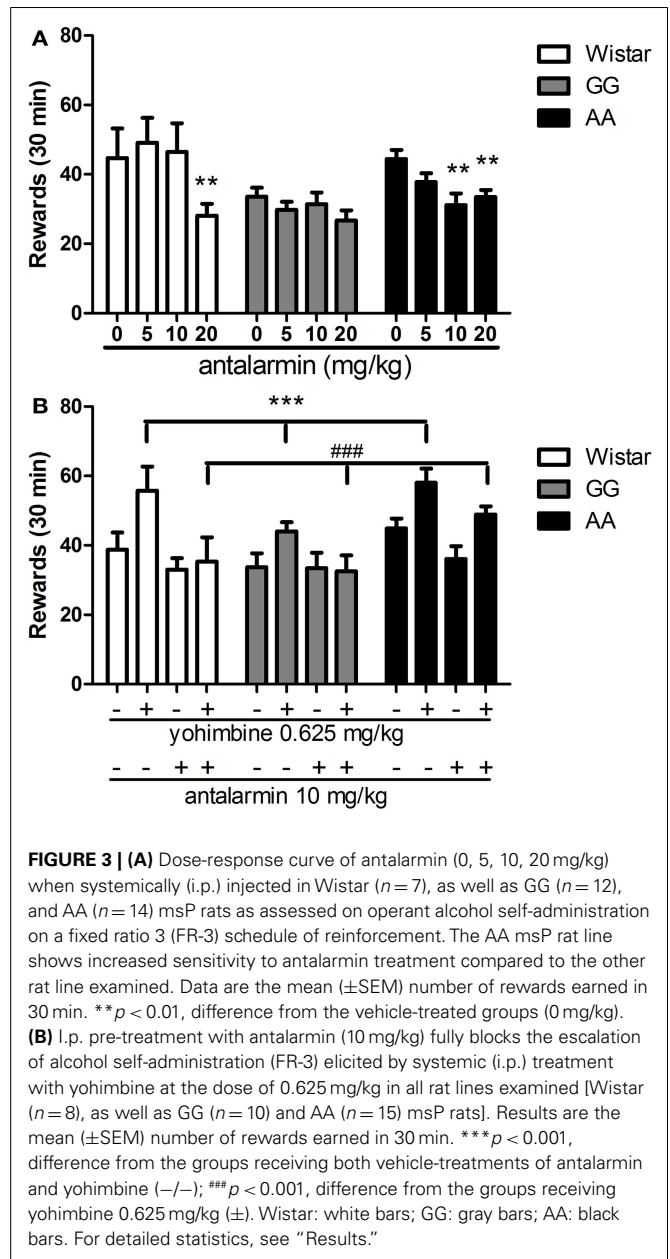 A
80
60
40
20
0
Rewards (30 min)
**
** **
Wistar
GG
AA
0 5 10 20 0 5 10 20 0 5 10 20
antalarmin (mg/kg)
B
80
60
40
20
0
Rewards (30 min)
***
###
Wistar
GG
AA
- + - + - + - + - + - +
yohimbine 0.625 mg/kg
- - + + - - + + - - + +
antalarmin 10 mg/kg
FIGURE 3 | (A) Dose-response curve of antalarmin (0, 5, 10, 20 mg/kg)
when systemically (i.p.) injected in Wistar (n = 7), as well as GG (n = 12),
and AA (n = 14) msP rats as assessed on operant alcohol self-administration
on a fixed ratio 3 (FR-3) schedule of reinforcement. The AA msP rat line
shows increased sensitivity to antalarmin treatment compared to the other
rat line examined. Data are the mean (±SEM) number of rewards earned in
30 min. **p < 0.01, difference from the vehicle-treated groups (0 mg/kg).
(B) I.p. pre-treatment with antalarmin (10 mg/kg) fully blocks the escalation
of alcohol self-administration (FR-3) elicited by systemic (i.p.) treatment
with yohimbine at the dose of 0.625 mg/kg in all rat lines examined [Wistar
(n = 8), as well as GG (n = 10) and AA (n = 15) msP rats]. Results are the
mean (±SEM) number of rewards earned in 30 min. ***p < 0.001,
difference from the groups receiving both vehicle-treatments of antalarmin
and yohimbine (−/−); ###p < 0.001, difference from the groups receiving
yohimbine 0.625 mg/kg (±). Wistar: white bars; GG: gray bars; AA: black
bars. For detailed statistics, see “Results.”